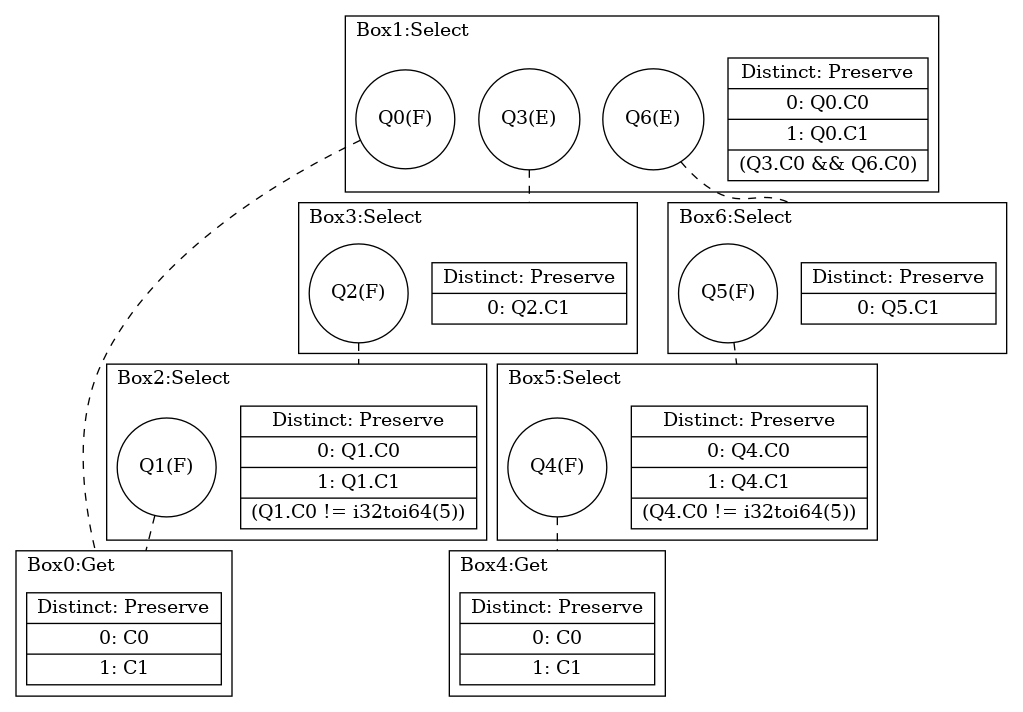 Box1:Select
Q0(F)
Q3(E)
Q6(E)
Distinct: Preserve
0: Q0.C0
1: Q0.C1
(Q3.C0 && Q6.C0)
Box3:Select
Q2(F)
Distinct: Preserve
0: Q2.C1
Box6:Select
Q5(F)
Distinct: Preserve
0: Q5.C1
Box2:Select
Q1(F)
Distinct: Preserve
0: Q1.C0
1: Q1.C1
(Q1.C0 != i32toi64(5))
Box5:Select
Q4(F)
Distinct: Preserve
0: Q4.C0
1: Q4.C1
(Q4.C0 != i32toi64(5))
Box0:Get
Distinct: Preserve
0: C0
1: C1
Box4:Get
Distinct: Preserve
0: C0
1: C1